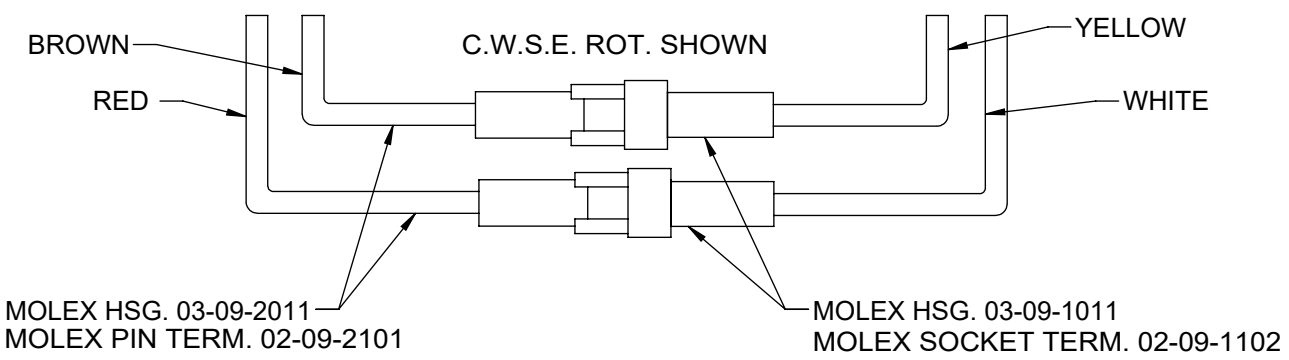 BROWN
C.W.S.E. ROT. SHOWN
YELLOW
RED
WHITE
MOLEX HSG. 03-09-2011
MOLEX PIN TERM. 02-09-2101
MOLEX HSG. 03-09-1011
MOLEX SOCKET TERM. 02-09-1102